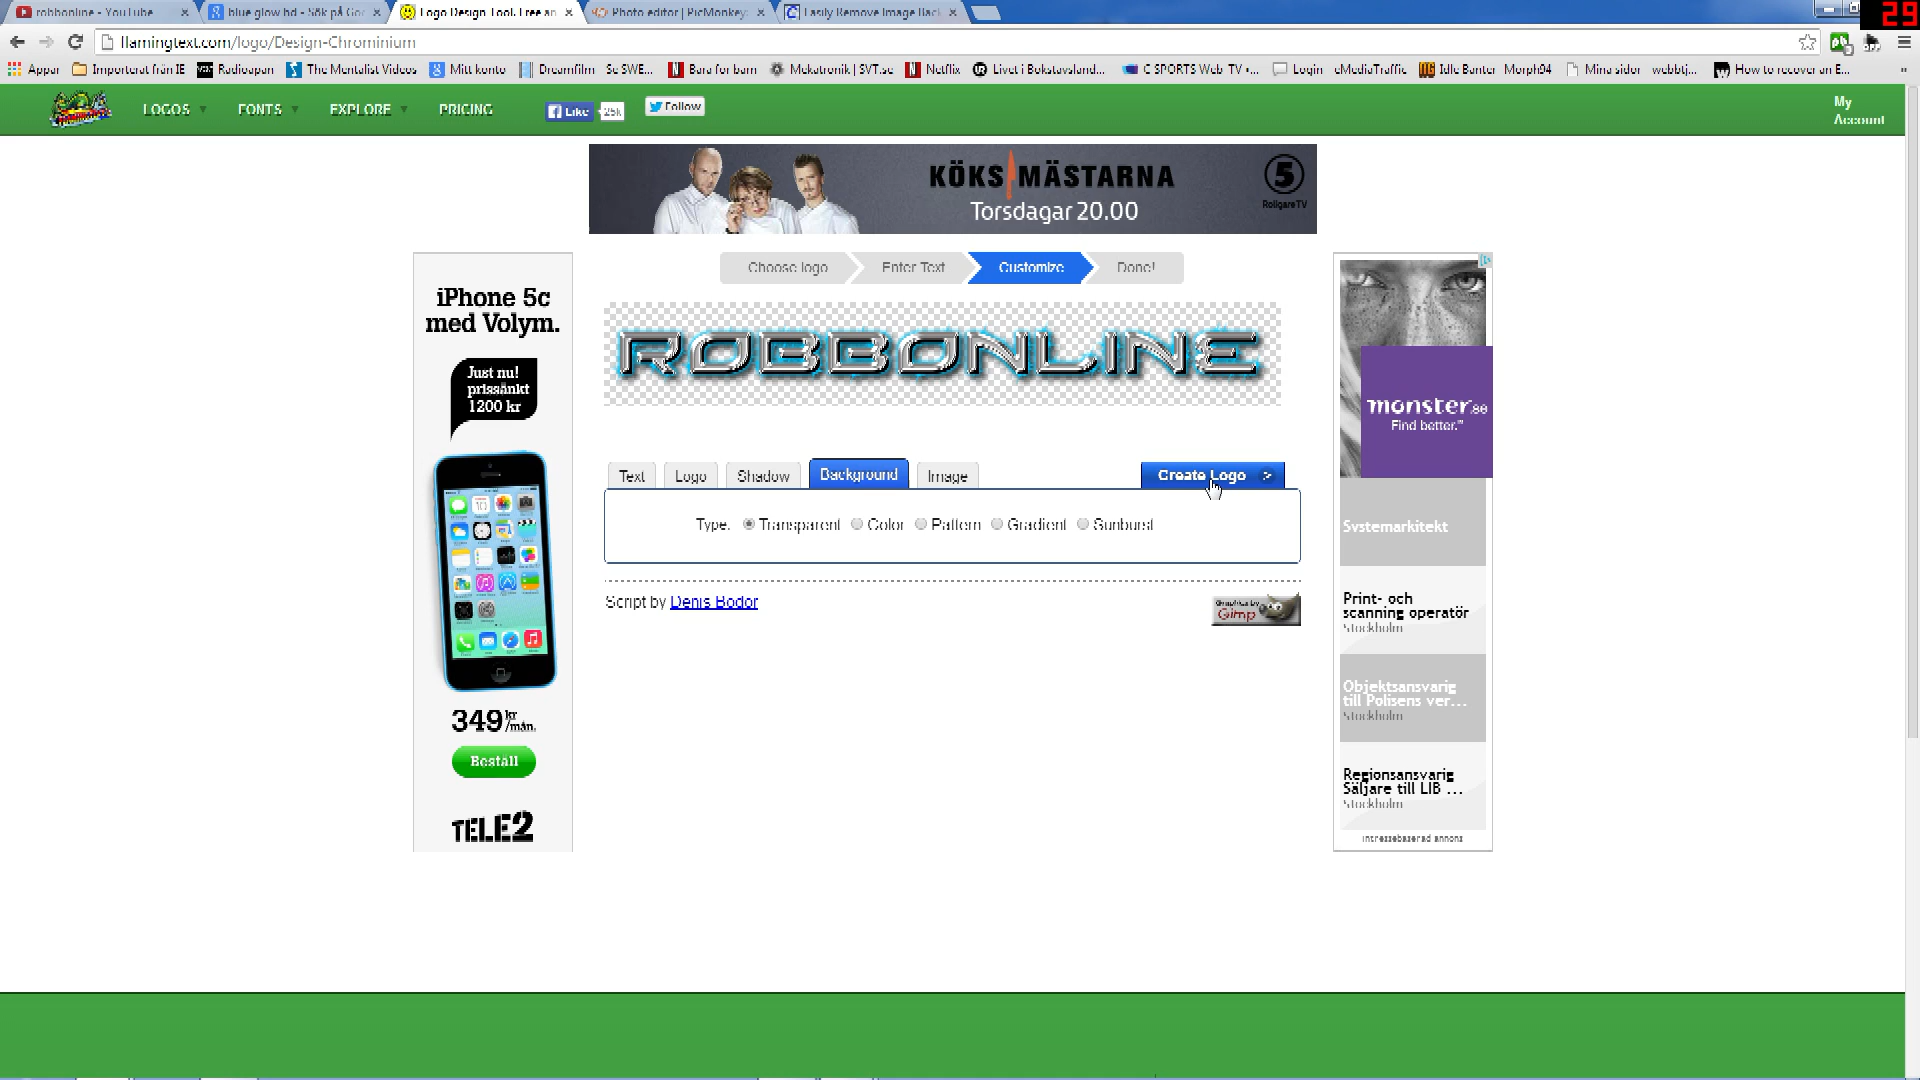 robbonline - YouTube
blue glow hd - Sök på Goo
Logo Design Tool. Free an
Photo editor | PicMonkey:
Easily Remove Image Back
29
flamingtext.com/logo/Design-Chrominium
Appar
Importerat från IE
Radioapan
The Mentalist Videos
Mitt konto
Dreamfilm - Se SWE...
Bara for barn
Mekatronik | SVT.se
Netflix
Livet i Bokstavsland...
C SPORTS Web-TV •...
Login - eMediaTraffic
Idle Banter - Morph94
Mina sidor - webbtj...
How to recover an E...
LOGOS
FONTS
EXPLORE
PRICING
Like
25k
Follow
My
Account
KÖKS MÄSTARNA
Torsdagar 20.00
5
Roligare TV
Choose logo
Enter Text
Customize
Done!
ROBBONLINE
iPhone 5c
med Volym.
Just nu!
prissänkt
1200 kr
349 kr/mån.
Beställ
TELE2
Text
Logo
Shadow
Background
Image
Create Logo >
Type:
Transparent
Color
Pattern
Gradient
Sunburst
Script by Denis Bodor
Graphics by
Gimp
monster.se
Find better.™
Systemarkitekt
Print- och
scanning operatör
Stockholm
Objektsansvarig
till Polisens ver...
Stockholm
Regionsansvarig
Säljare till LIB ...
Stockholm
Intressebaserad annons